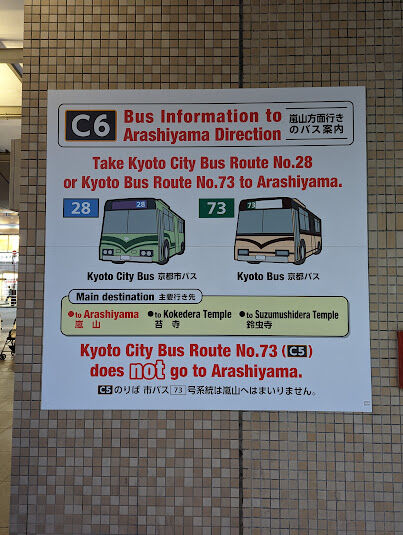 C6 Bus Information to Arashiyama Direction
嵐山方面行きのバス案内
Take Kyoto City Bus Route No.28
or Kyoto Bus Route No.73 to Arashiyama.
28 28
73 73
Kyoto City Bus 京都市バス
Kyoto Bus 京都バス
Main destination 主要行き先
●to Arashiyama ●to Kokedera Temple ●to Suzumushidera Temple
嵐山 苔寺 鈴虫寺
Kyoto City Bus Route No.73 (C5)
does not go to Arashiyama.
C5のりば 市バス73号系統は嵐山へはまいりません。